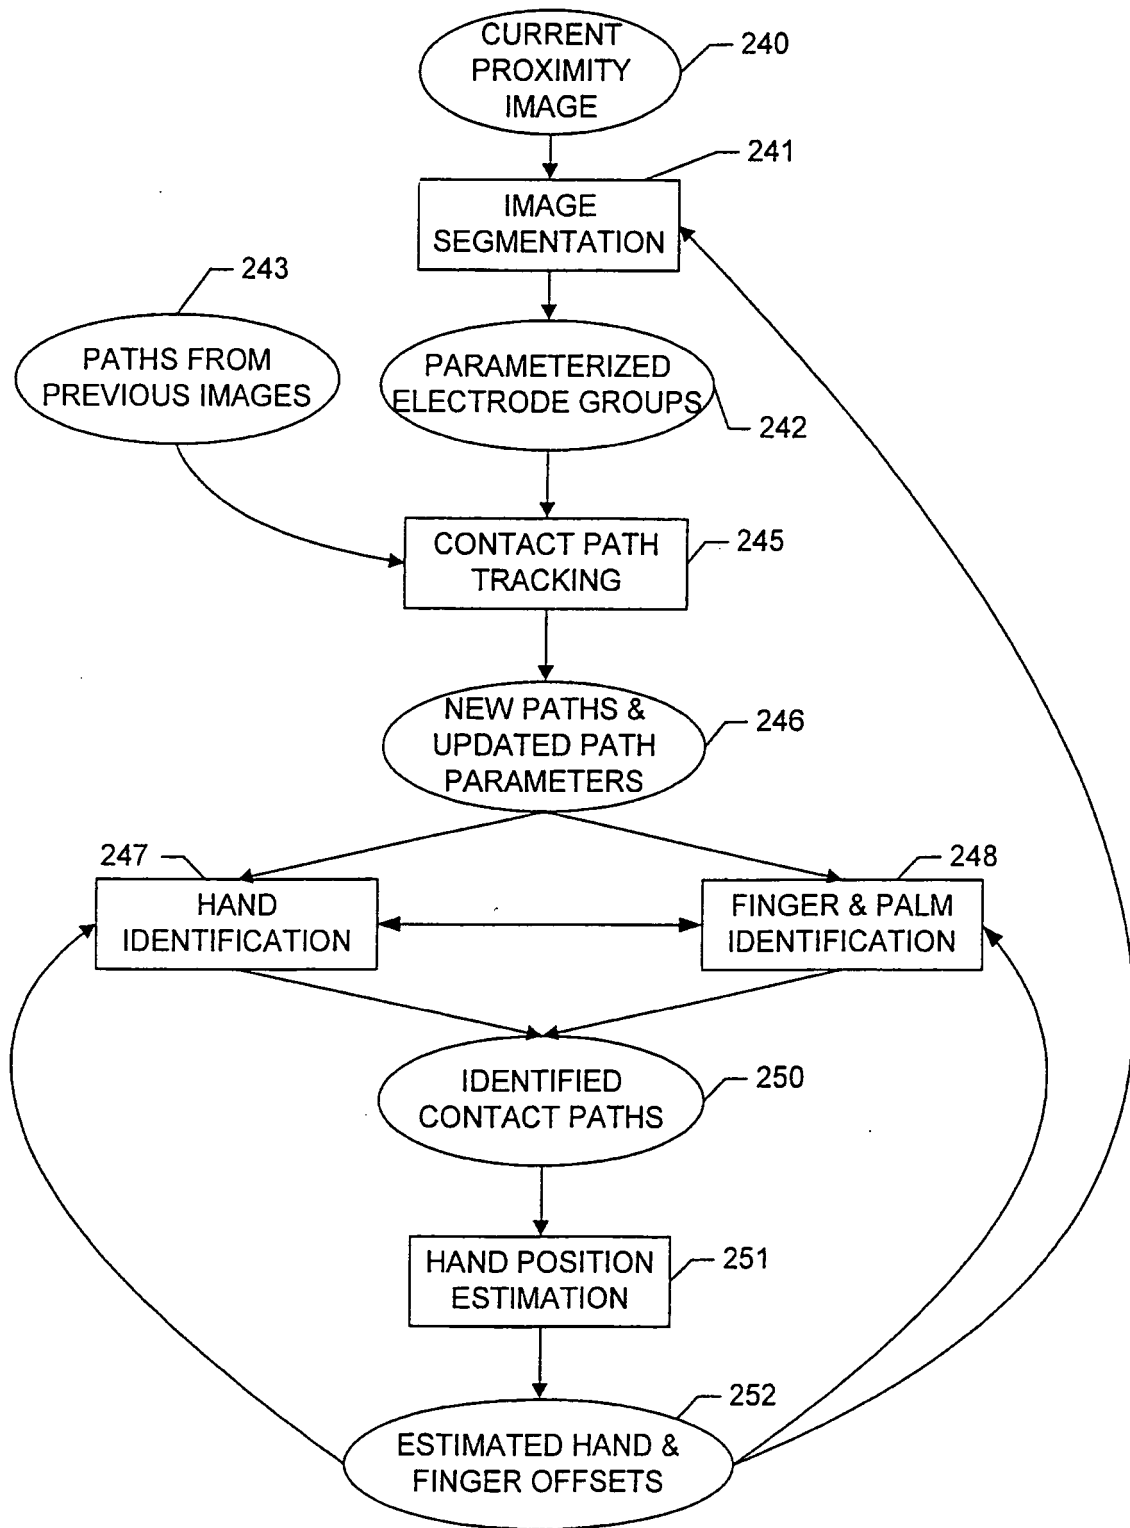 CURRENT
PROXIMITY
IMAGE
240
241
IMAGE
SEGMENTATION
243
PATHS FROM
PREVIOUS IMAGES
PARAMETERIZED
ELECTRODE GROUPS
242
CONTACT PATH
TRACKING
245
NEW PATHS &
UPDATED PATH
PARAMETERS
246
247
HAND
IDENTIFICATION
248
FINGER & PALM
IDENTIFICATION
IDENTIFIED
CONTACT PATHS
250
HAND POSITION
ESTIMATION
251
252
ESTIMATED HAND &
FINGER OFFSETS